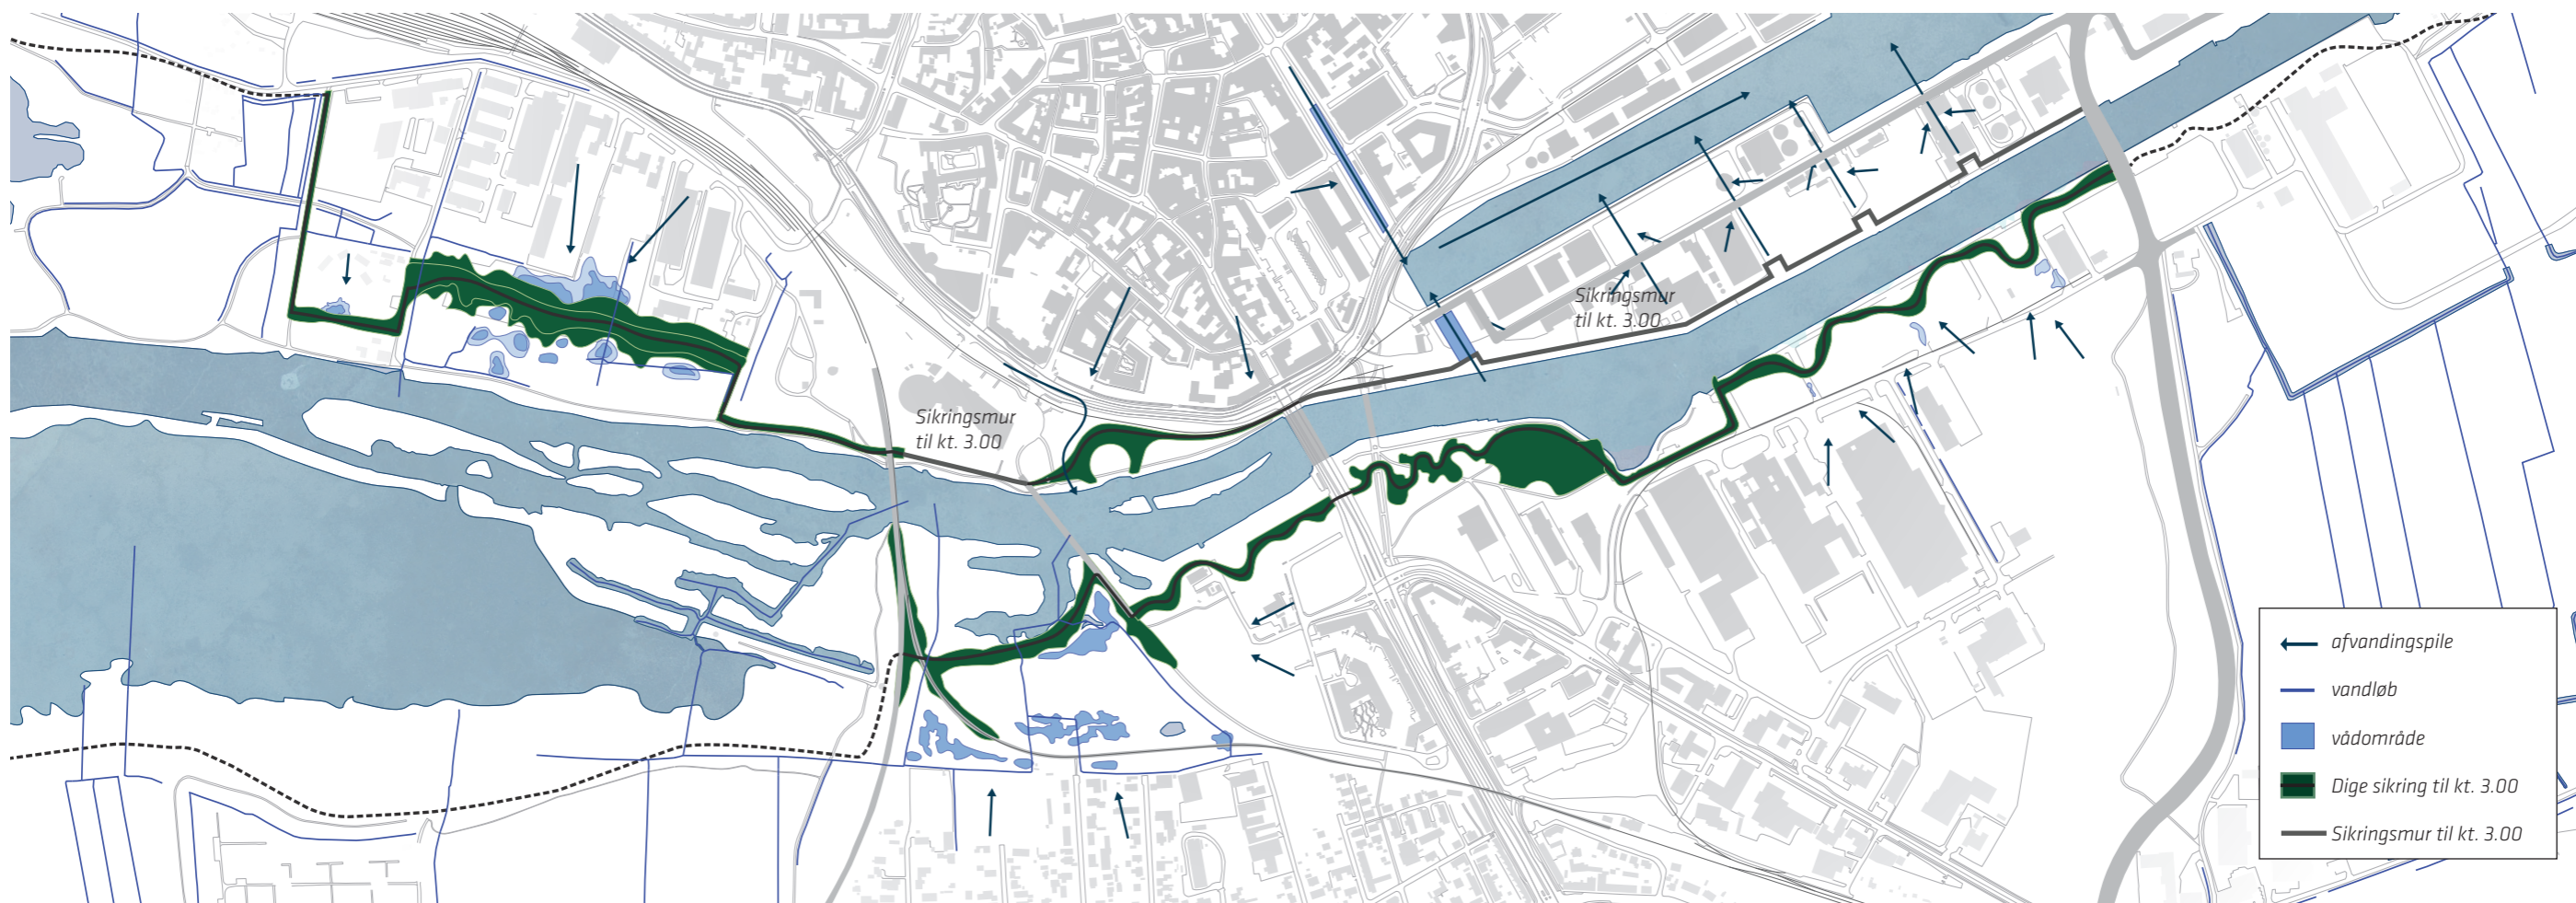 Sikringsmur
til kt. 3.00
Sikringsmur
til kt. 3.00
afvandingspile
vandløb
vådområde
Dige sikring til kt. 3.00
Sikringsmur til kt. 3.00